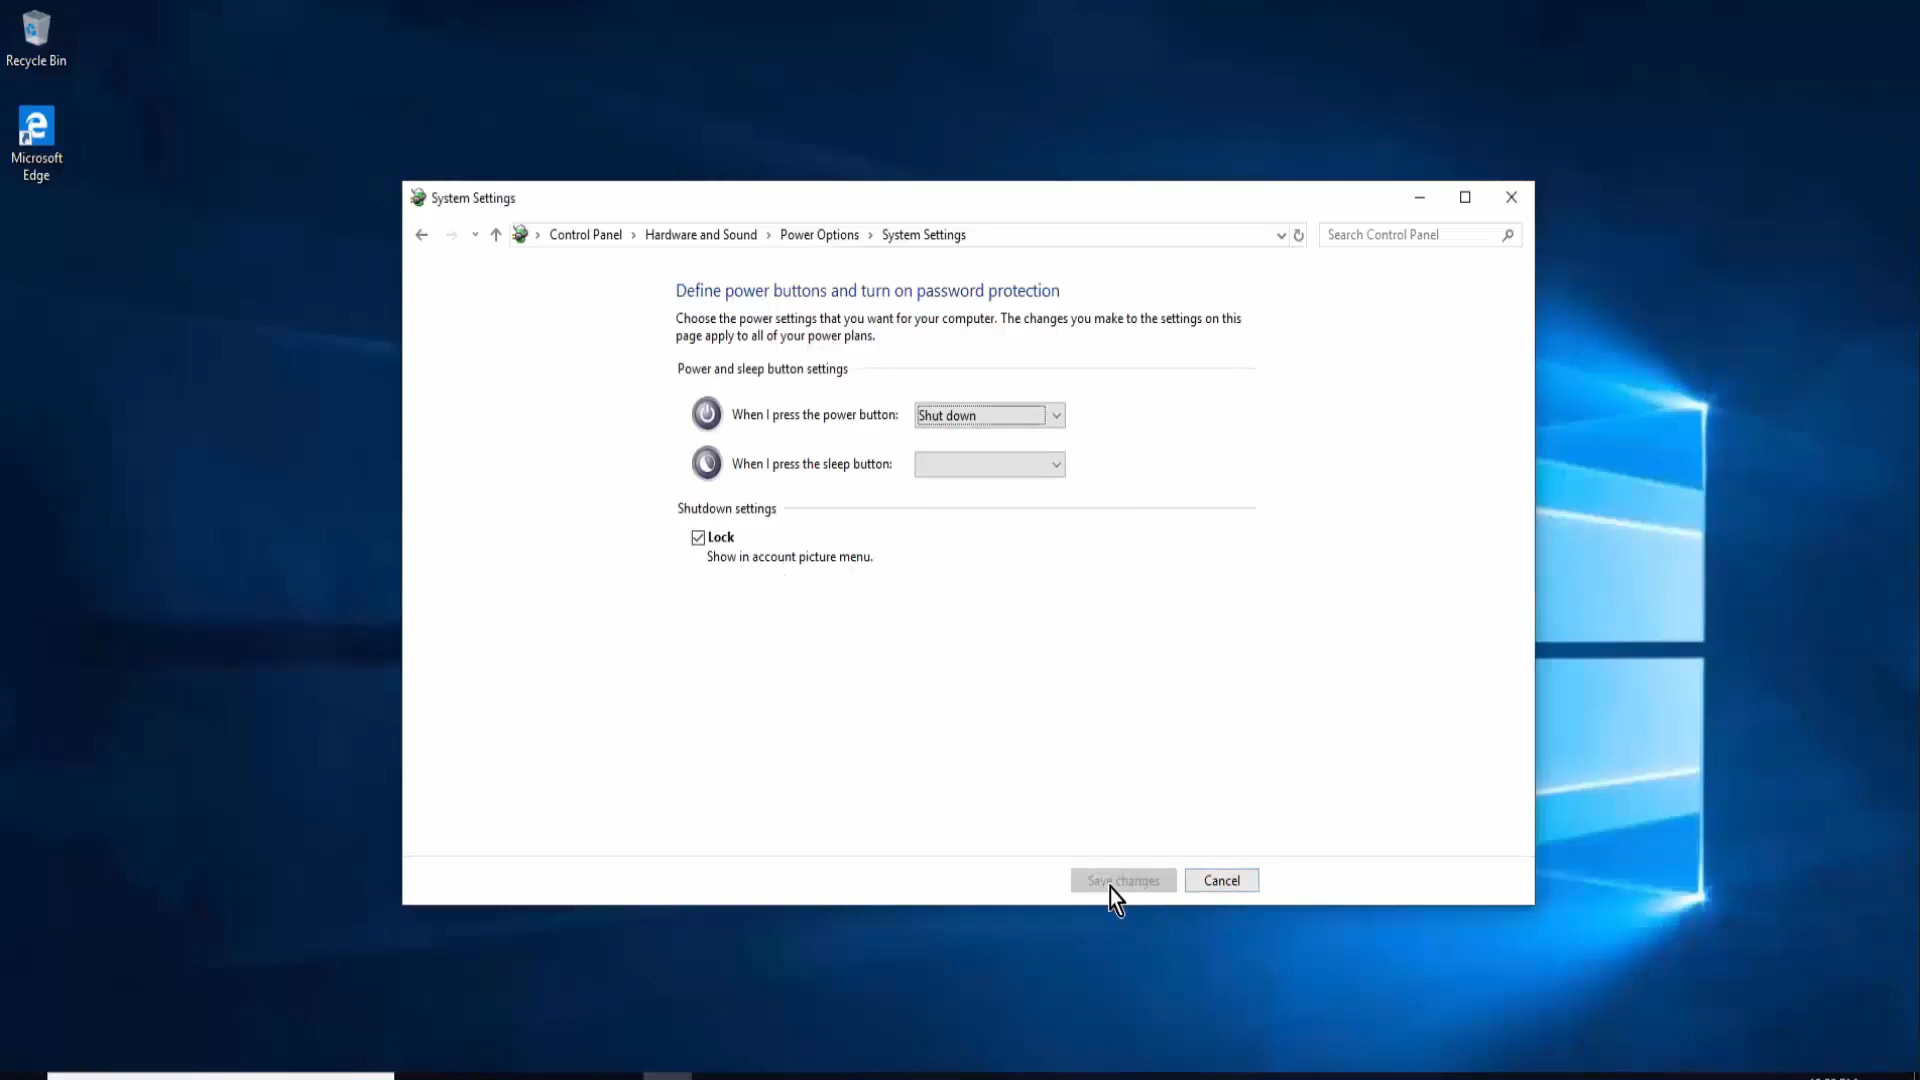 Recycle Bin
Microsoft
Edge
System Settings
Control Panel › Hardware and Sound › Power Options › System Settings
Search Control Panel
Define power buttons and turn on password protection
Choose the power settings that you want for your computer. The changes you make to the settings on this
page apply to all of your power plans.
Power and sleep button settings
When I press the power button: Shut down
When I press the sleep button:
Shutdown settings
Lock
Show in account picture menu.
Save changes
Cancel